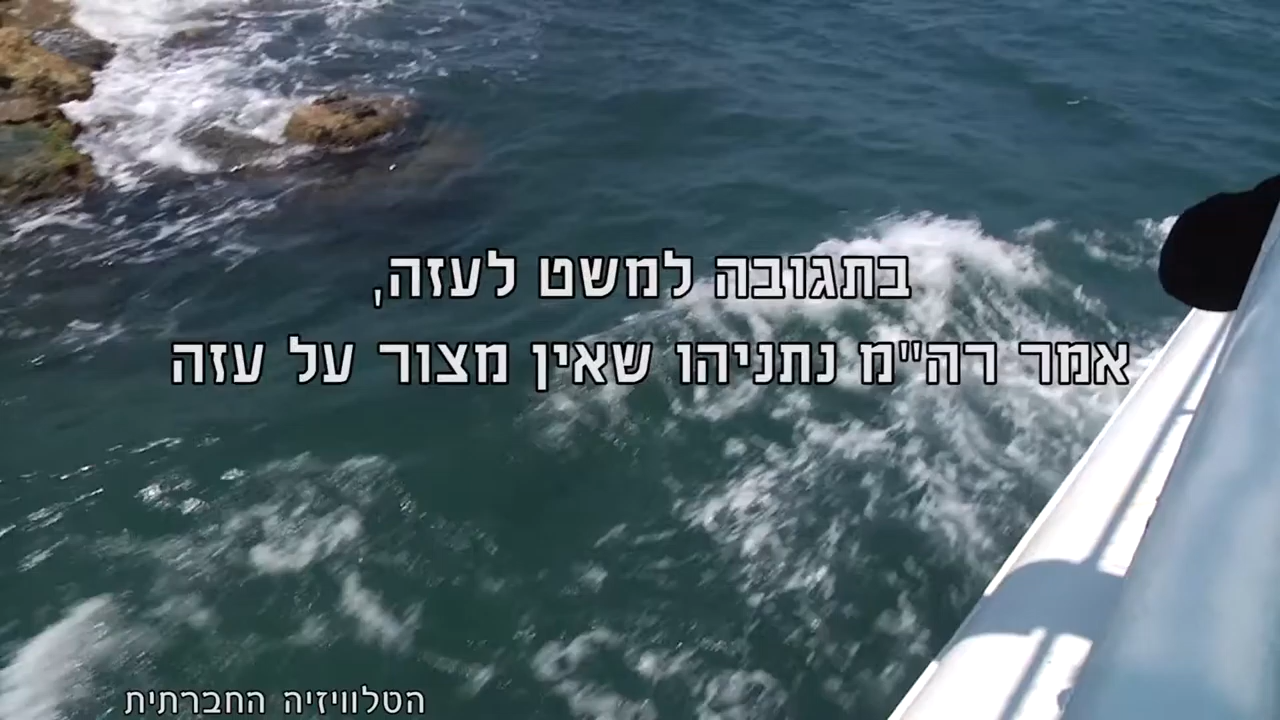 בתגובה למשט לעזה,
אמר רה"מ נתניהו שאין מצור על עזה
הטלוויזיה החברתית